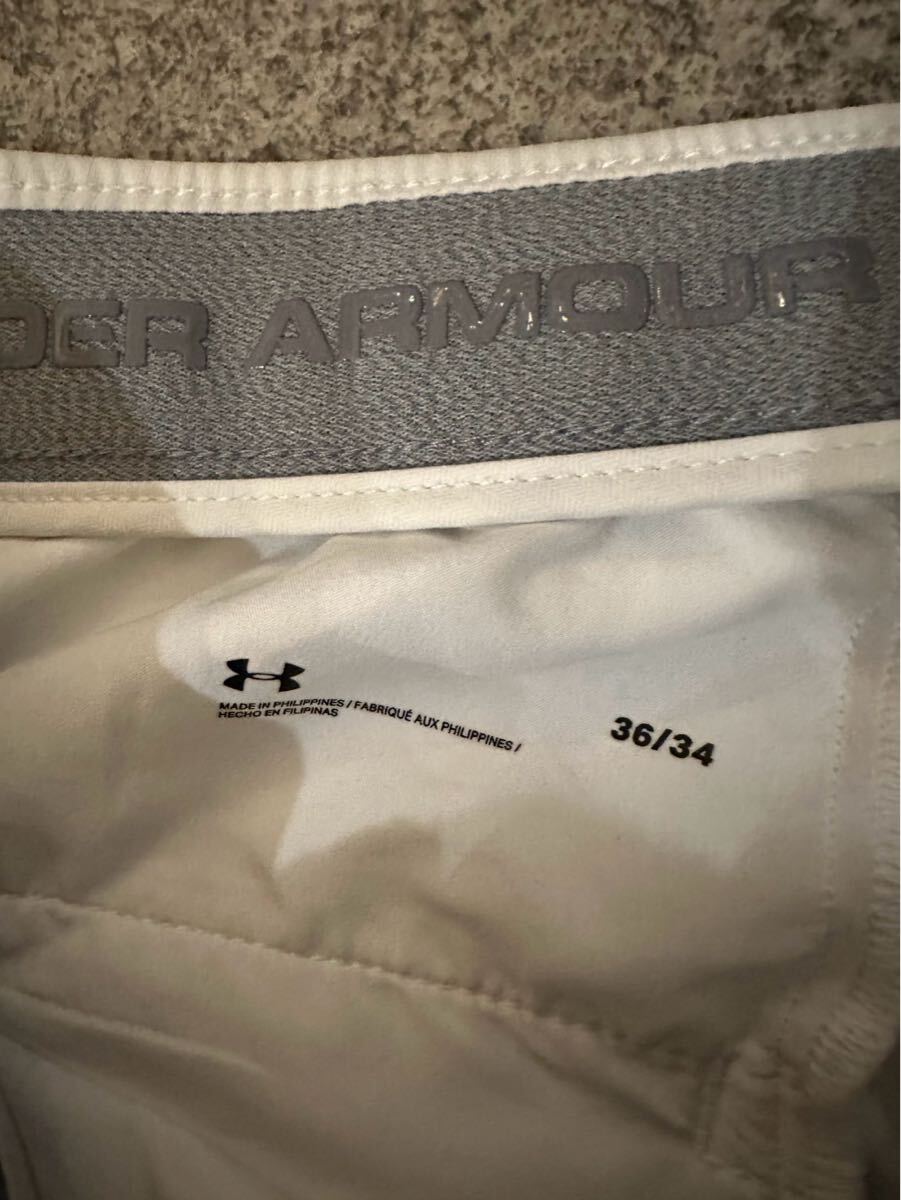 DER ARMOUR
MADE IN PHILIPPINES / FABRIQUÉ AUX PHILIPPINES /
HECHO EN FILIPINAS
36/34